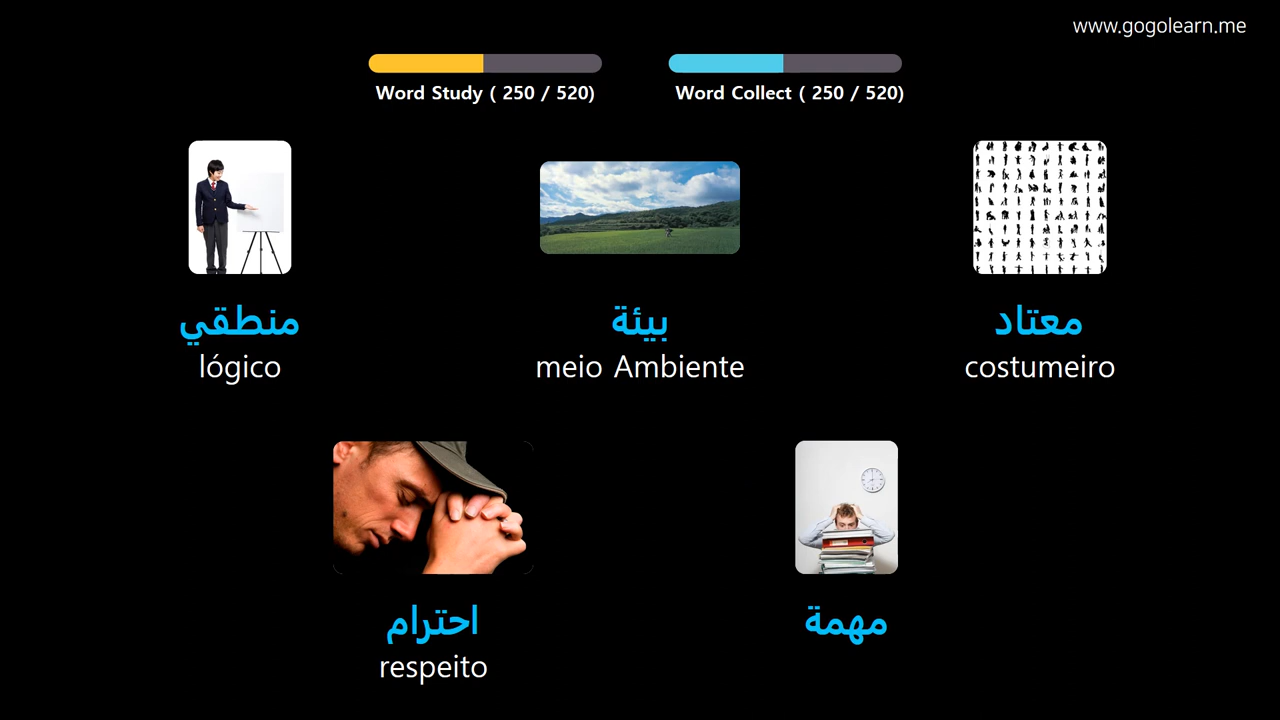 www.gogolearn.me
Word Study ( 250 / 520)
Word Collect ( 250 / 520)
منطقي
lógico
بيئة
meio Ambiente
معتاد
costumeiro
احترام
respeito
مهمة